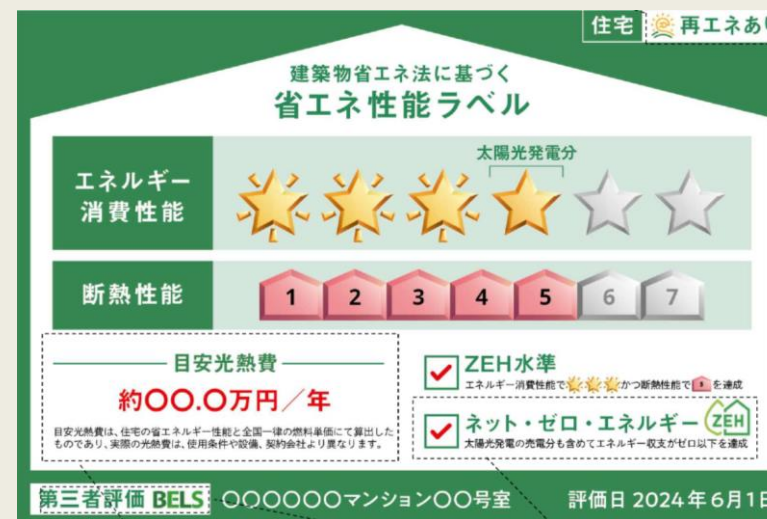 住宅 再エネあり
建築物省エネ法に基づく
省エネ性能ラベル
太陽光発電分
エネルギー
消費性能
断熱性能
1 2 3 4 5 6 7
目安光熱費
約〇〇.〇万円/年
目安光熱費は、住宅の省エネルギー性能と全国一律の燃料単価にて算出した
ものであり、実際の光熱費は、使用条件や設備、契約会社より異なります。
ZEH水準
エネルギー消費性能でかつ断熱性能でを達成
ネット・ゼロ・エネルギー ZEH
太陽光発電の売電分も含めてエネルギー収支がゼロ以下を達成
第三者評価 BELS 〇〇〇〇〇〇マンション〇〇号室 評価日 2024年6月1日